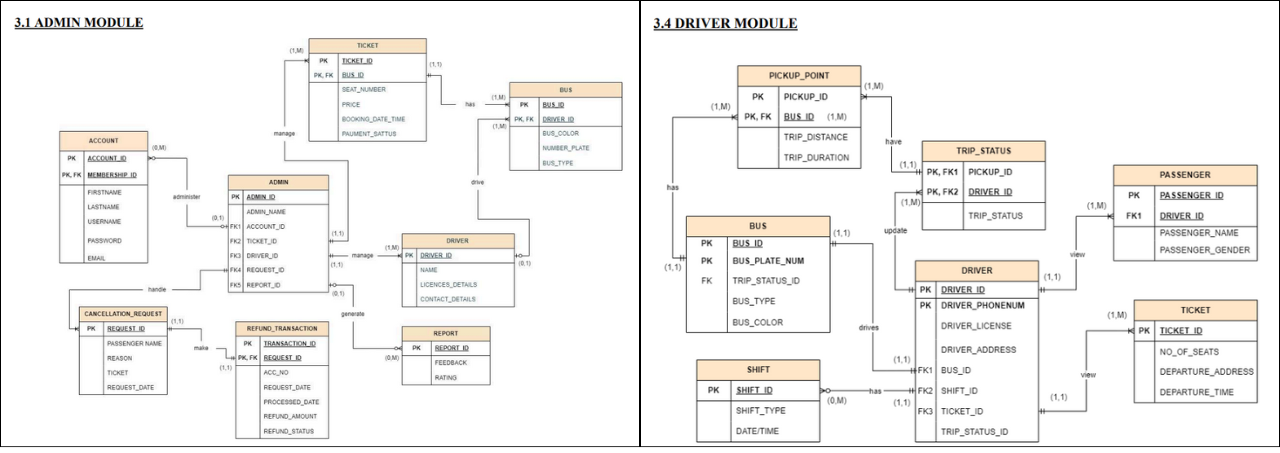 3.1 ADMIN MODULE
TICKET
PK TICKET_ID
PK, FK BUS_ID
SEAT_NUMBER
PRICE
BOOKING_DATE_TIME
PAUMENT_SATTUS
(1,M)
(1,1)
has
manage
BUS
(1,M)
PK BUS_ID
PK, FK DRIVER_ID
(1,M)
BUS_COLOR
NUMBER_PLATE
BUS_TYPE
drive
ACCOUNT
(0,M)
PK ACCOUNT_ID
PK, FK MEMBERSHIP_ID
FIRSTNAME
LASTNAME
USERNAME
PASSWORD
EMAIL
administer
(0,1)
ADMIN
PK ADMIN_ID
ADMIN_NAME
FK1 ACCOUNT_ID
FK2 TICKET_ID
FK3 DRIVER_ID
FK4 REQUEST_ID
FK5 REPORT_ID
(1,1)
(1,1)
(0,1)
manage
handle
generate
DRIVER
(1,M)
PK DRIVER_ID
(0,1)
NAME
LICENCES_DETAILS
CONTACT_DETAILS
CANCELLATION_REQUEST
PK REQUEST_ID
(1,1)
PASSENGER NAME
REASON
TICKET
REQUEST_DATE
make
(1,1)
REFUND_TRANSACTION
PK TRANSACTION_ID
PK, FK REQUEST_ID
ACC_NO
REQUEST_DATE
PROCESSED_DATE
REFUND_AMOUNT
REFUND_STATUS
REPORT
PK REPORT_ID
(0,M)
FEEDBACK
RATING
3.4 DRIVER MODULE
PICKUP_POINT
PK PICKUP_ID
PK, FK BUS_ID (1,M)
TRIP_DISTANCE
TRIP_DURATION
(1,M)
(1,M)
have
has
TRIP_STATUS
(1,1)
PK, FK1 PICKUP_ID
PK, FK2 DRIVER_ID
(1,M)
TRIP_STATUS
update
PASSENGER
PK PASSENGER_ID
(1,M)
FK1 DRIVER_ID
PASSENGER_NAME
PASSENGER_GENDER
view
BUS
PK BUS_ID
(1,1)
PK BUS_PLATE_NUM
(1,1)
FK TRIP_STATUS_ID
BUS_TYPE
BUS_COLOR
drives
DRIVER
(1,1)
PK DRIVER_ID
PK DRIVER_PHONENUM
DRIVER_LICENSE
DRIVER_ADDRESS
(1,1)
FK1 BUS_ID
FK2 SHIFT_ID
(1,1)
FK3 TICKET_ID
(1,1)
TRIP_STATUS_ID
TICKET
(1,M)
PK TICKET_ID
NO_OF_SEATS
DEPARTURE_ADDRESS
DEPARTURE_TIME
view
SHIFT
PK SHIFT_ID
has
(0,M)
SHIFT_TYPE
DATE/TIME